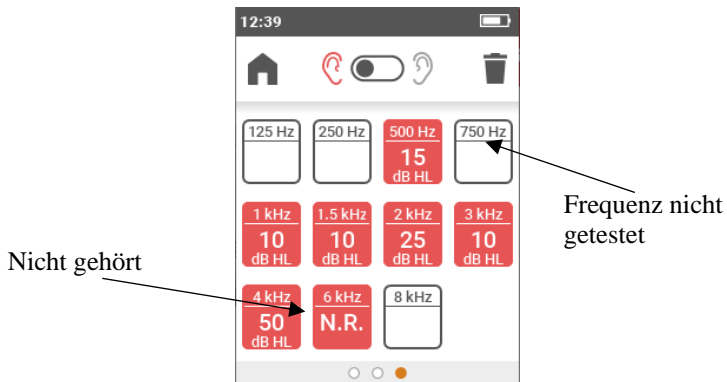 12:39
125 Hz 250 Hz 500 Hz 750 Hz
15
dB HL
Frequenz nicht
getestet
1 kHz 1.5 kHz 2 kHz 3 kHz
10 10 25 10
dB HL dB HL dB HL dB HL
Nicht gehört
4 kHz 6 kHz 8 kHz
50 N.R.
dB HL